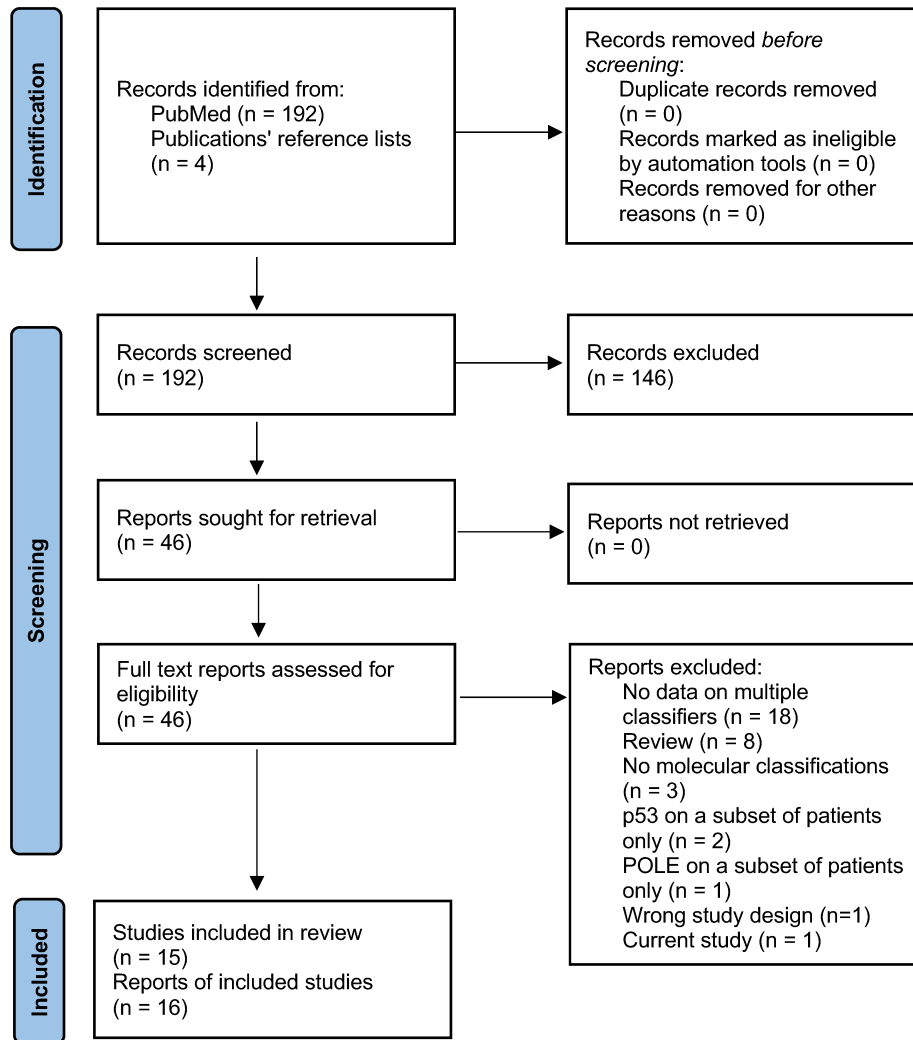 Identification
Records identified from:
PubMed (n = 192)
Publications' reference lists
(n = 4)
Records removed before
screening:
Duplicate records removed
(n = 0)
Records marked as ineligible
by automation tools (n = 0)
Records removed for other
reasons (n = 0)
Screening
Records screened
(n = 192)
Records excluded
(n = 146)
Reports sought for retrieval
(n = 46)
Reports not retrieved
(n = 0)
Full text reports assessed for
eligibility
(n = 46)
Reports excluded:
No data on multiple
classifiers (n = 18)
Review (n = 8)
No molecular classifications
(n = 3)
p53 on a subset of patients
only (n = 2)
POLE on a subset of patients
only (n = 1)
Wrong study design (n=1)
Current study (n = 1)
Included
Studies included in review
(n = 15)
Reports of included studies
(n = 16)